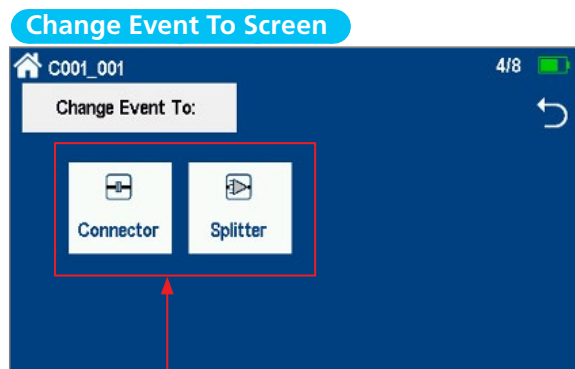 Change Event To Screen
C001_001 4/8
Change Event To:
Connector Splitter